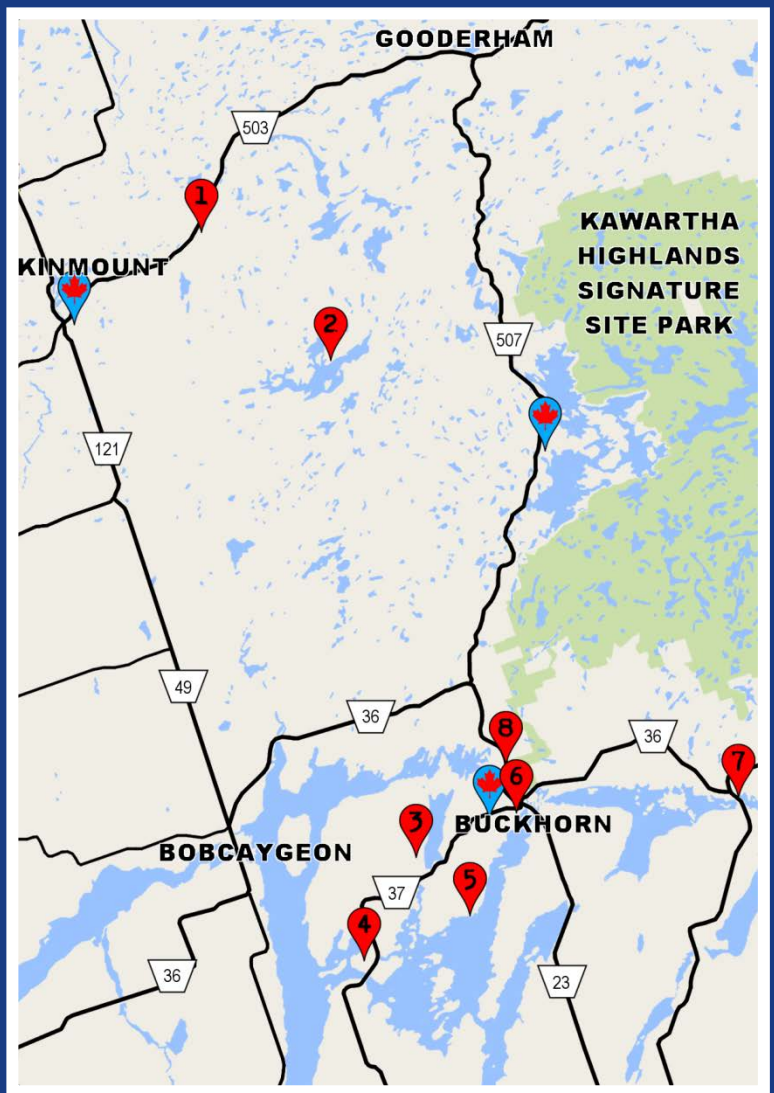 GOODERHAM
503
1
KAWARTHA
HIGHLANDS
SIGNATURE
SITE PARK
KINMOUNT
2
507
121
49
36
8
36
7
6
3
BUCKHORN
BOBCAYGEON
5
37
4
36
23